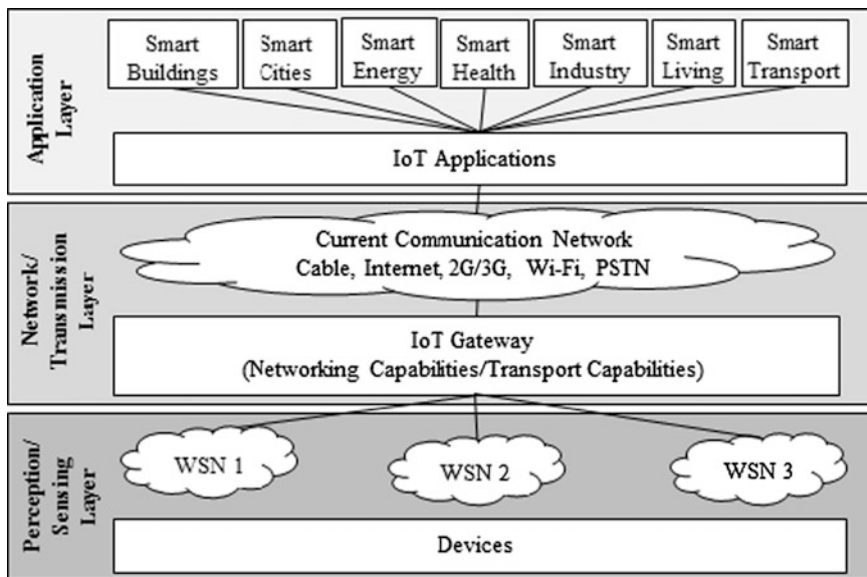 Application
Layer
Smart
Buildings
Smart
Cities
Smart
Energy
Smart
Health
Smart
Industry
Smart
Living
Smart
Transport
IoT Applications
Network/
Transmission
Layer
Current Communication Network
Cable, Internet, 2G/3G, Wi-Fi, PSTN
IoT Gateway
(Networking Capabilities/Transport Capabilities)
Perception/
Sensing
Layer
WSN 1
WSN 2
WSN 3
Devices